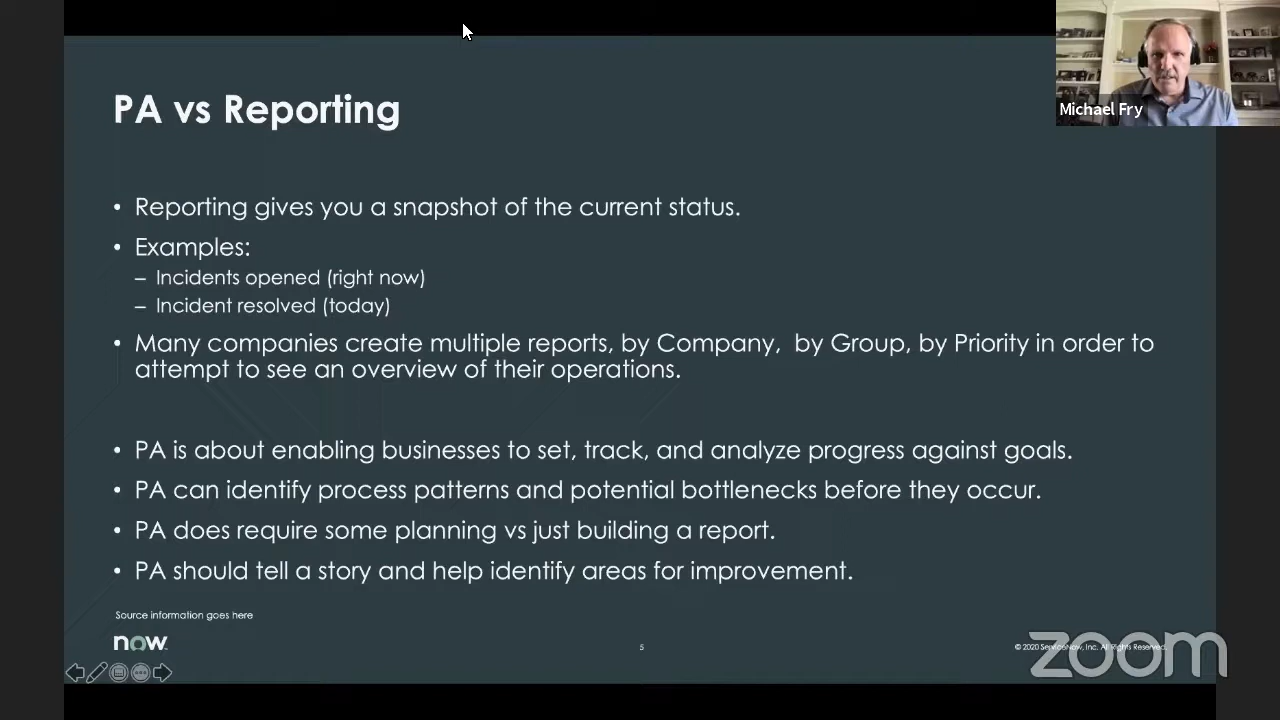 PA vs Reporting
Michael Fry
• Reporting gives you a snapshot of the current status.
• Examples:
– Incidents opened (right now)
– Incident resolved (today)
• Many companies create multiple reports, by Company,  by Group, by Priority in order to
attempt to see an overview of their operations.
• PA is about enabling businesses to set, track, and analyze progress against goals.
• PA can identify process patterns and potential bottlenecks before they occur.
• PA does require some planning vs just building a report.
• PA should tell a story and help identify areas for improvement.
Source information goes here
now
5
© 2020 ServiceNow, Inc. All Rights Reserved.
zoom